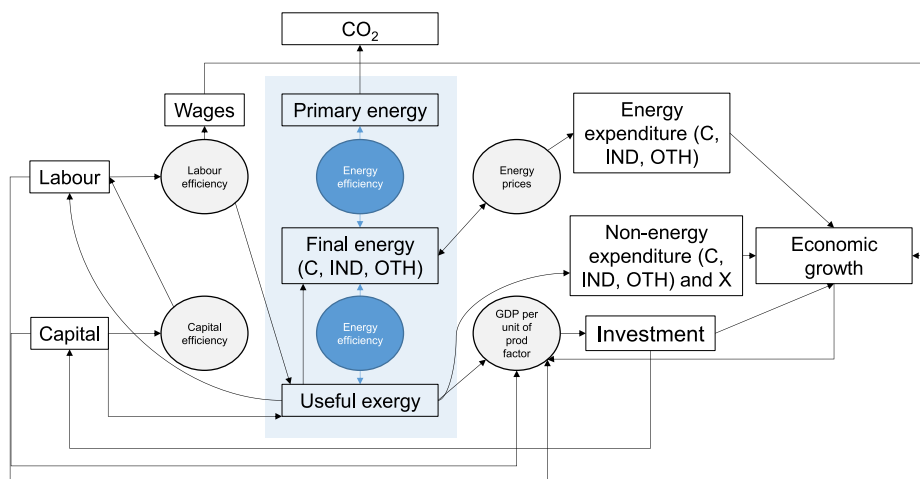 CO2
Wages
Primary energy
Energy
expenditure (C,
IND, OTH)
Labour
Labour
efficiency
Energy
efficiency
Energy
prices
Final energy
(C, IND, OTH)
Non-energy
expenditure (C,
IND, OTH) and X
Economic
growth
Capital
Capital
efficiency
Energy
efficiency
GDP per
unit of
prod
factor
Investment
Useful exergy